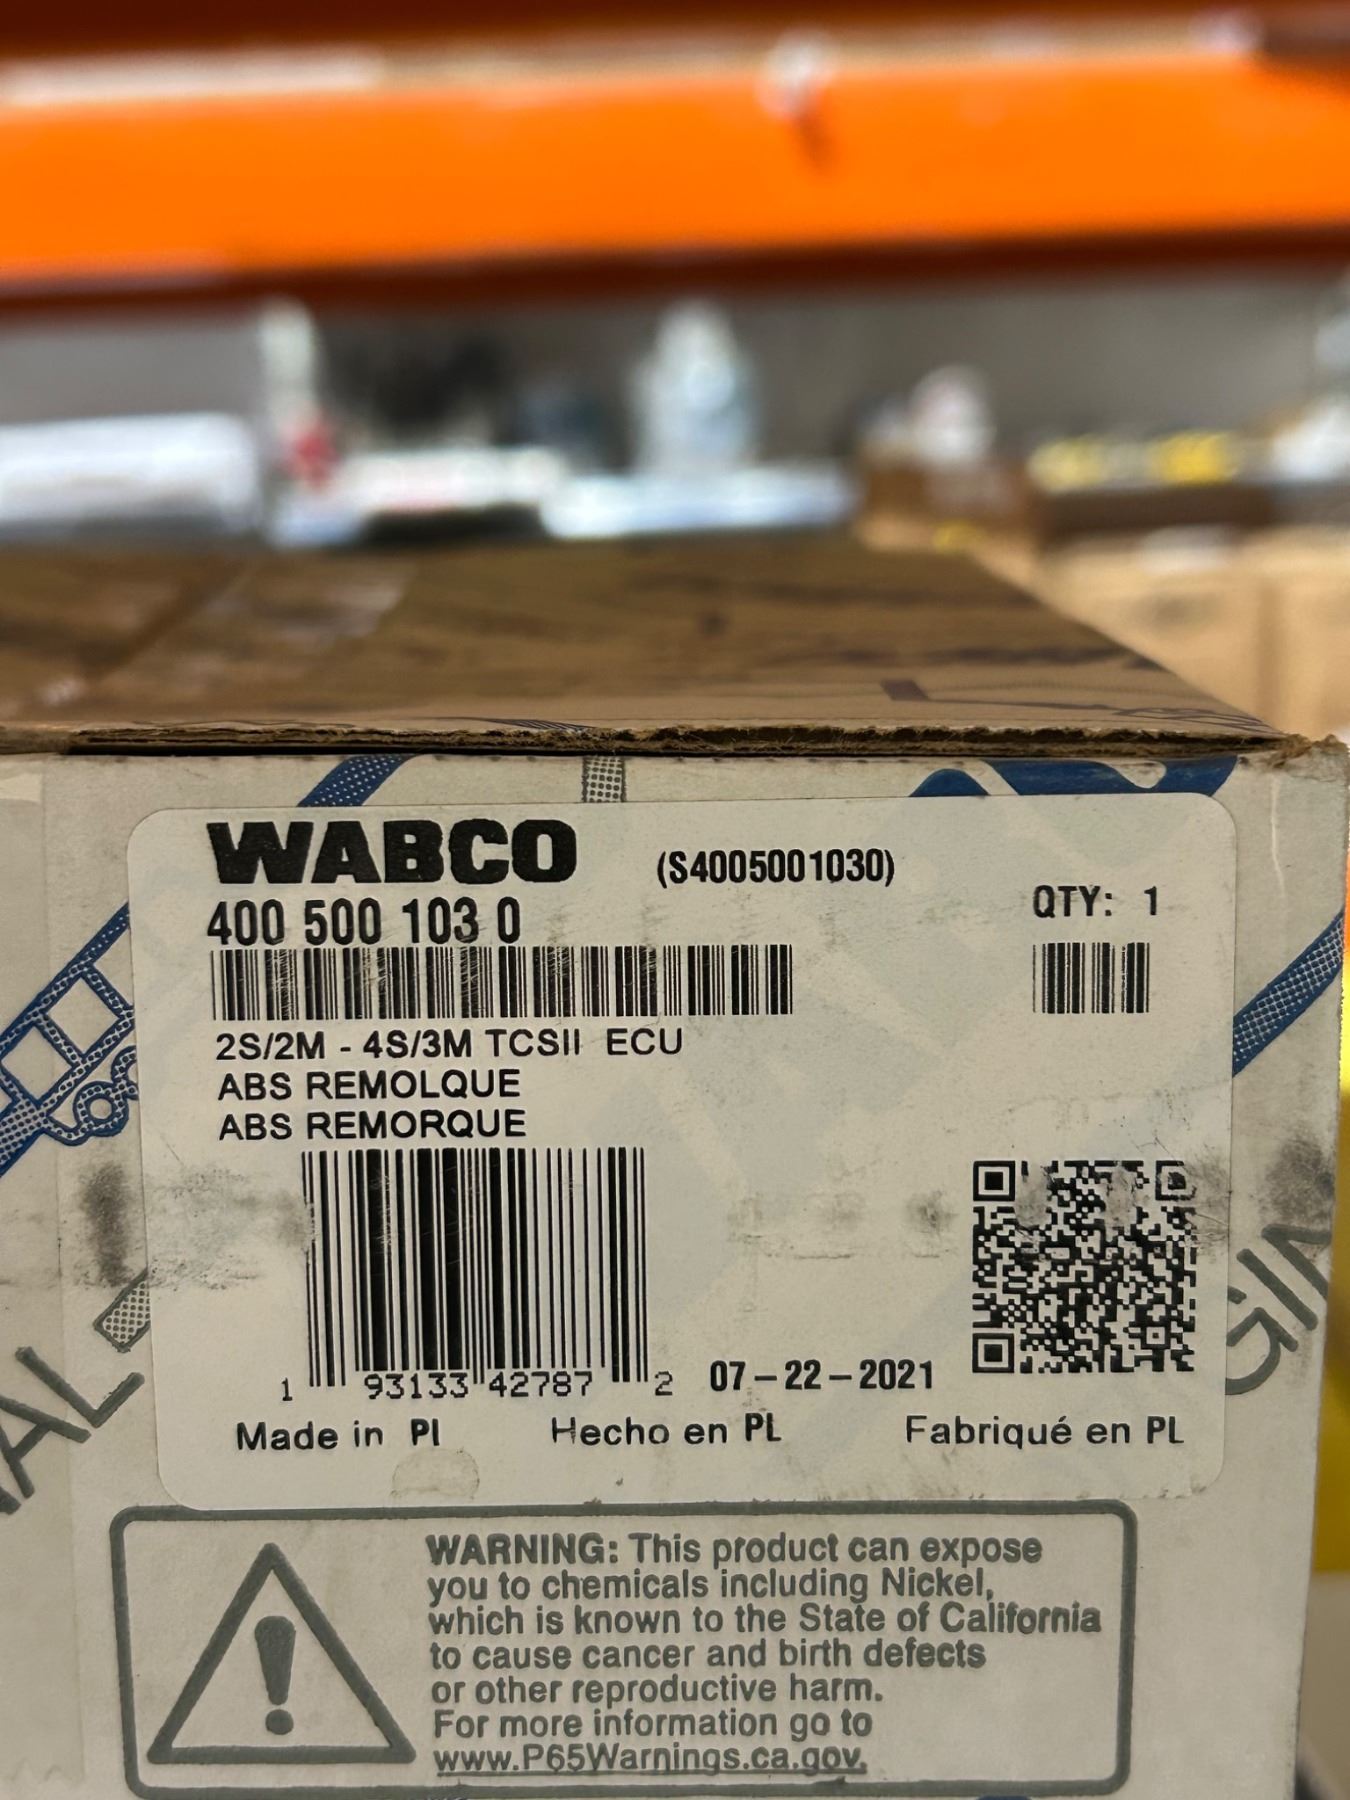 WABCO
(S4005001030)
400 500 103 0
QTY: 1
2S/2M - 4S/3M TCSII ECU
ABS REMOLQUE
ABS REMORQUE
1 93133 42787 2
07-22-2021
Made in PL
Hecho en PL
Fabriqué en PL
WARNING: This product can expose
you to chemicals including Nickel,
which is known to the State of California
to cause cancer and birth defects
or other reproductive harm.
For more information go to
www.P65Warnings.ca.gov.